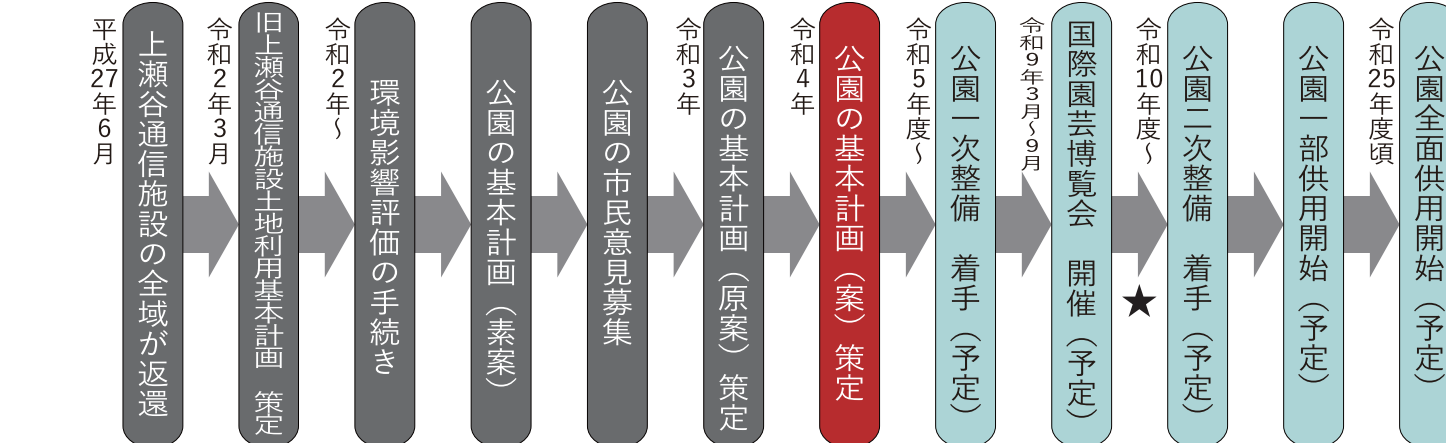 平成27年6月
上瀬谷通信施設の全域が返還
令和2年3月
旧上瀬谷通信施設土地利用基本計画 策定
令和2年~
環境影響評価の手続き
公園の基本計画(素案)
公園の市民意見募集
令和3年
公園の基本計画(原案)策定
令和4年
公園の基本計画(案)策定
令和5年度~
公園一次整備 着手(予定)
令和9年3月~9月
国際園芸博覧会 開催(予定)
令和10年度~
★
公園二次整備 着手(予定)
公園一部供用開始(予定)
令和25年度頃
公園全面供用開始(予定)